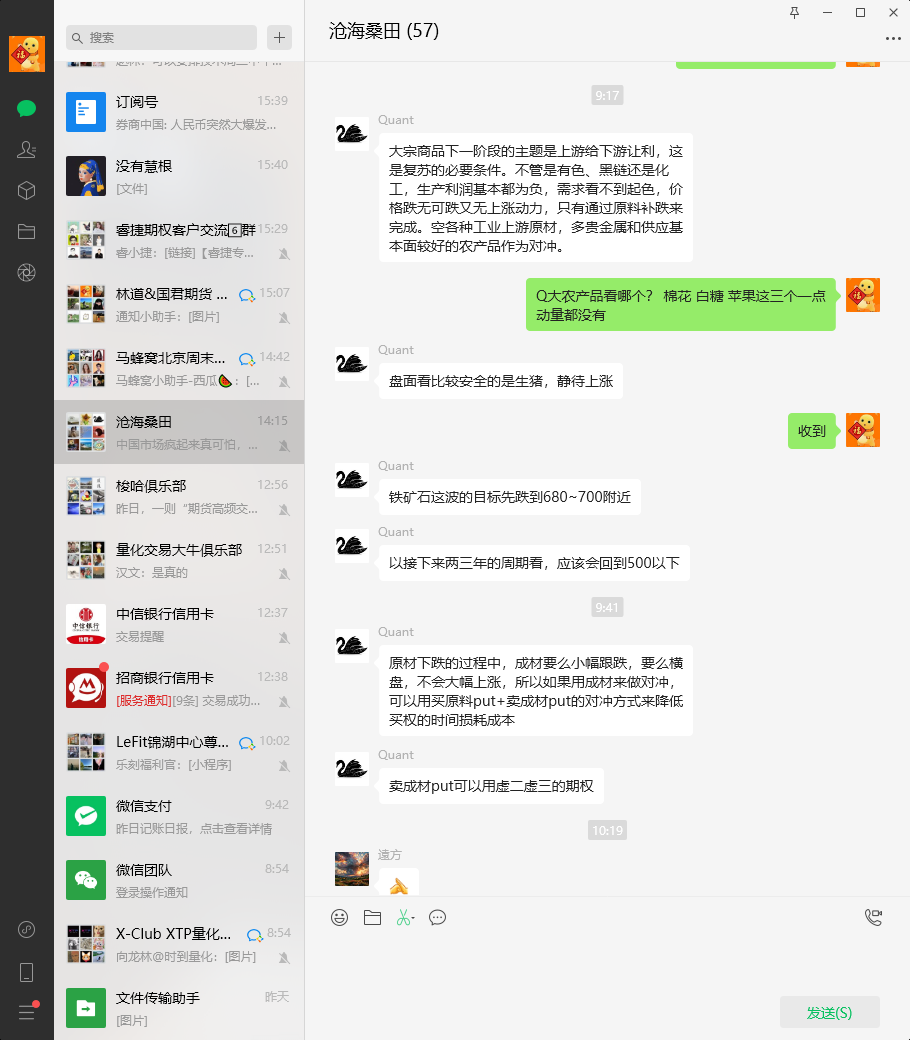 搜索
订阅号
15:39
券商中国: 人民币突然大爆发...
没有慧根
15:40
[文件]
睿捷期权客户交流6群
15:29
睿小捷: [链接]【睿捷专...
林道&国君期货 ...
15:07
通知小助手: [图片]
马蜂窝北京周末...
14:42
马蜂窝小助手-西瓜🍉: [...
沧海桑田
14:15
中国市场疯起来真可怕, ...
梭哈俱乐部
12:56
昨日，一则“期货高频交...
量化交易大牛俱乐部
12:51
汉文: 是真的
中信银行信用卡
12:37
交易提醒
中信银行
信用卡
招商银行信用卡
12:38
[服务通知][9条] 交易成功...
LeFit锦湖中心尊...
10:02
乐刻福利官: [小程序]
微信支付
9:42
昨日记账日报，点击查看详情
微信团队
8:54
登录操作通知
X-Club XTP量化...
8:54
向龙林@时到量化: [图片]
文件传输助手
昨天
[图片]
沧海桑田 (57)
9:17
Quant
大宗商品下一阶段的主题是上游给下游让利，这
是复苏的必要条件。不管是有色、黑链还是化
工，生产利润基本都为负，需求看不到起色，价
格跌无可跌又无上涨动力，只有通过原料补跌来
完成。空各种工业上游原材，多贵金属和供应基
本面较好的农产品作为对冲。
Q大农产品看哪个？ 棉花 白糖 苹果这三个一点
动量都没有
福
Quant
盘面看比较安全的是生猪，静待上涨
收到
福
Quant
铁矿石这波的目标先跌到680~700附近
Quant
以接下来两三年的周期看，应该会回到500以下
9:41
Quant
原材下跌的过程中，成材要么小幅跟跌，要么横
盘，不会大幅上涨，所以如果用成材来做对冲，
可以用买原料put+卖成材put的对冲方式来降低
买权的时间损耗成本
Quant
卖成材put可以用虚二虚三的期权
10:19
遠方
发送(S)